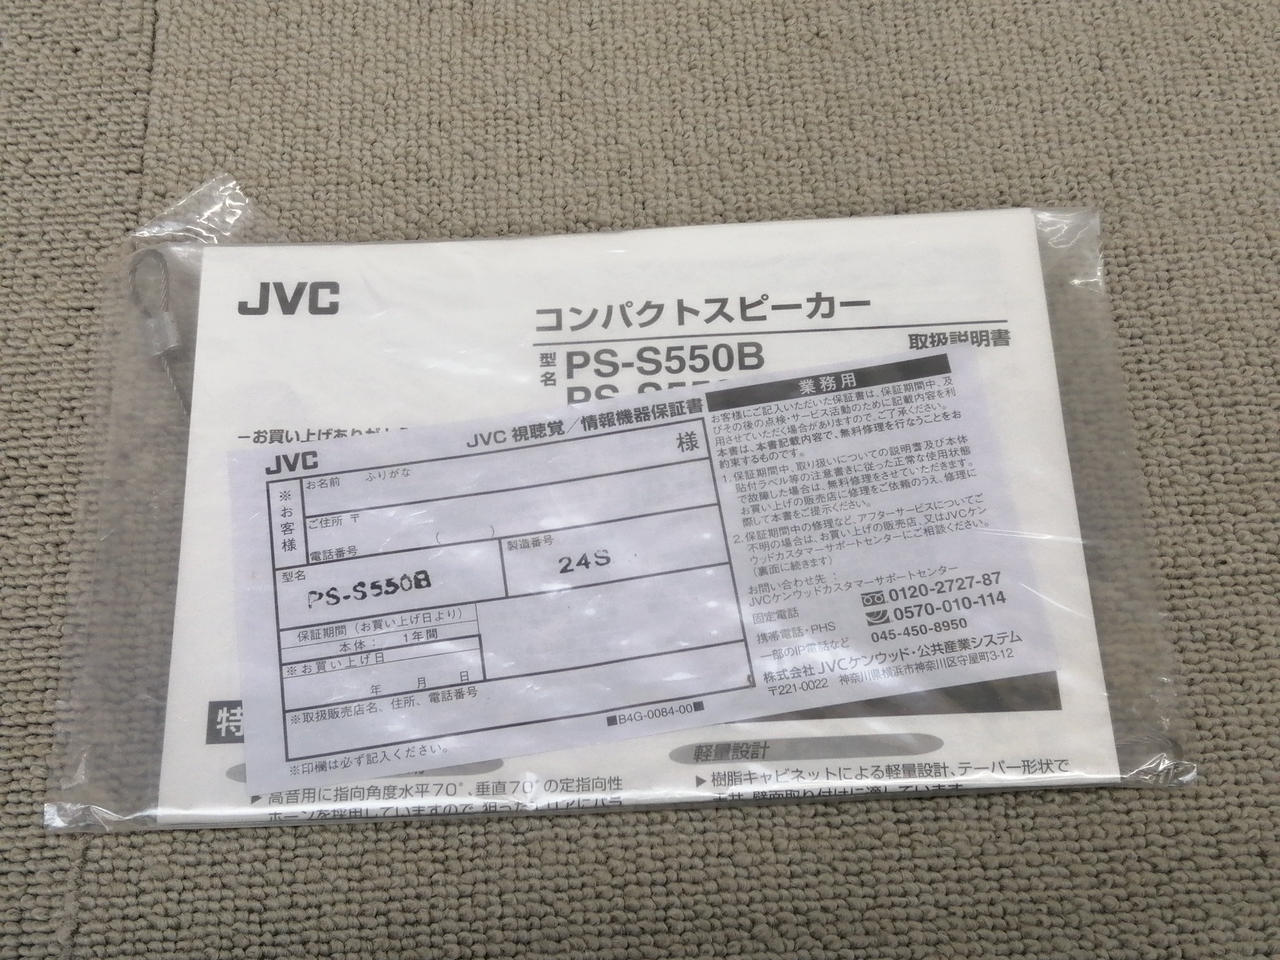 JVC
コンパクトスピーカー
型名 PS-S550B
取扱説明書
JVC 視聴覚／情報機器保証書
JVC
様
※お客様
お名前 ふりがな
ご住所 〒
電話番号 ( )
型名 PS-S550B
製造番号 24S
保証期間（お買い上げ日より）
本体： 1年間
※お買い上げ日
年 月 日
※取扱販売店名、住所、電話番号
※印欄は必ず記入ください。
■B4G-0084-00■
業務用
お客様にご記入いただいた保証書は、保証期間中、及
びその後の点検・サービス活動のために記載内容を利
用させていただく場合がありますので、ご了承ください。
本書は、本書記載内容で、無料修理を行なうことをお
約束するものです。
1. 保証期間中、取り扱いについての説明書及び本体
貼付ラベル等の注意書きに従った正常な使用状態
で故障した場合は、無料修理をさせていただきます。
お買い上げの販売店に修理をご依頼のうえ、修理に
際して本書をご提示ください。
2. 保証期間中の修理など、アフターサービスについてご
不明の場合は、お買い上げの販売店、又はJVCケン
ウッドカスタマーサポートセンターにご相談ください。
（裏面に続きます）
お問い合わせ先：
JVCケンウッドカスタマーサポートセンター
固定電話 0120-2727-87
携帯電話・PHS 0570-010-114
一部のIP電話など 045-450-8950
株式会社 JVCケンウッド・公共産業システム
〒221-0022 神奈川県横浜市神奈川区守屋町3-12
特
軽量設計
▶高音用に指向角度水平70°、垂直70°の定指向性
▶樹脂キャビネットによる軽量設計、テーパー形状で